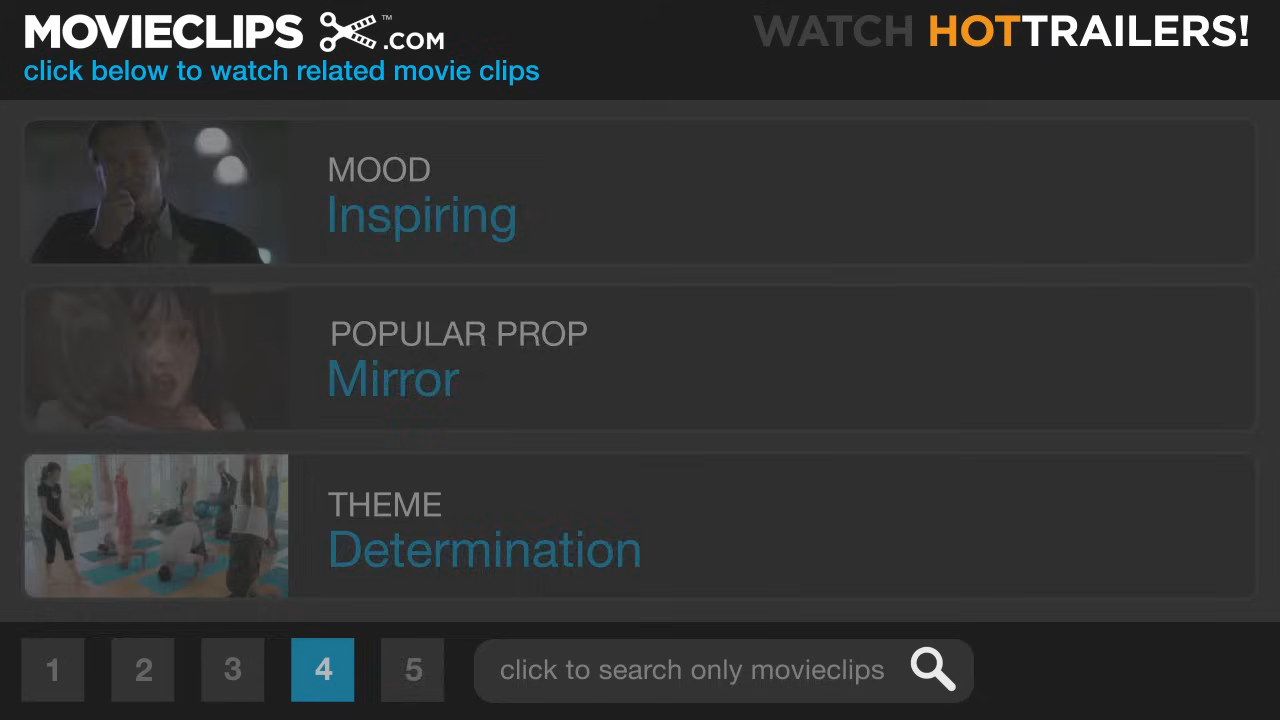 MOVIECLIPS ™ .COM
WATCH HOTTRAILERS!
click below to watch related movie clips
MOOD
Inspiring
POPULAR PROP
Mirror
THEME
Determination
1 2 3 4 5 click to search only movieclips